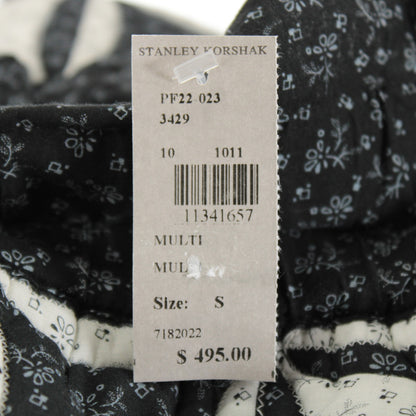 STANLEY KORSHAK
PF22 023
3429
10 1011
11341657
MULTI
Size: S
7182022
$ 495.00